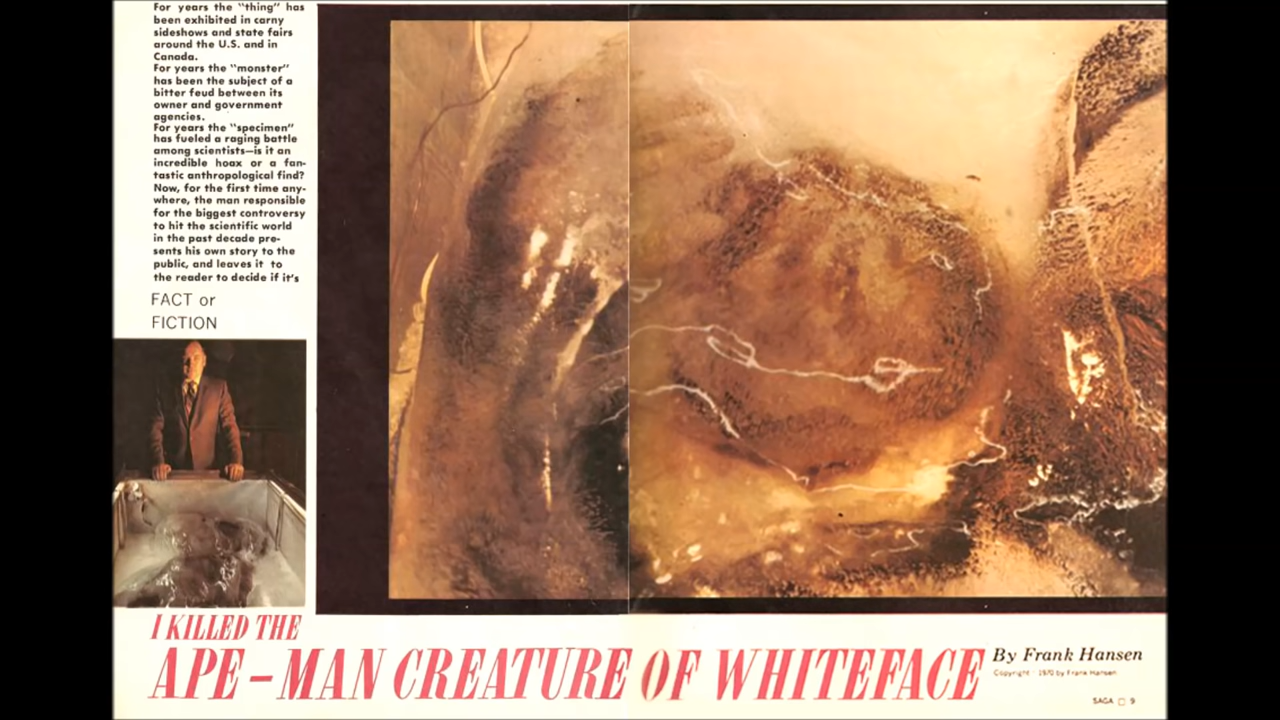 For years the "thing" has
been exhibited in carny
sideshows and state fairs
around the U.S. and in
Canada.
For years the "monster"
has been the subject of a
bitter feud between its
owner and government
agencies.
For years the "specimen"
has fueled a raging battle
among scientists—is it an
incredible hoax or a fan-
tastic anthropological find?
Now, for the first time any-
where, the man responsible
for the biggest controversy
to hit the scientific world
in the past decade pre-
sents his own story to the
public, and leaves it to
the reader to decide if it's
FACT or
FICTION
I KILLED THE
APE-MAN CREATURE OF WHITEFACE
By Frank Hansen
Copyright 1970 by Frank Hansen
SAGA □ 9